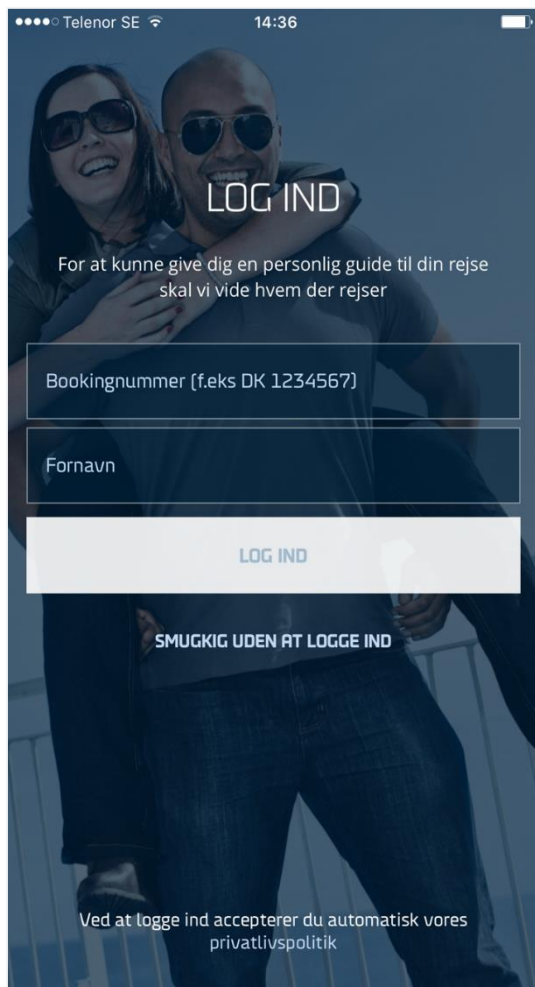 Telenor SE 14:36
LOG IND
For at kunne give dig en personlig guide til din rejse
skal vi vide hvem der rejser
Bookingnummer (f.eks DK 1234567)
Fornavn
LOG IND
SMUGKIG UDEN AT LOGGE IND
Ved at logge ind accepterer du automatisk vores
privatlivspolitik